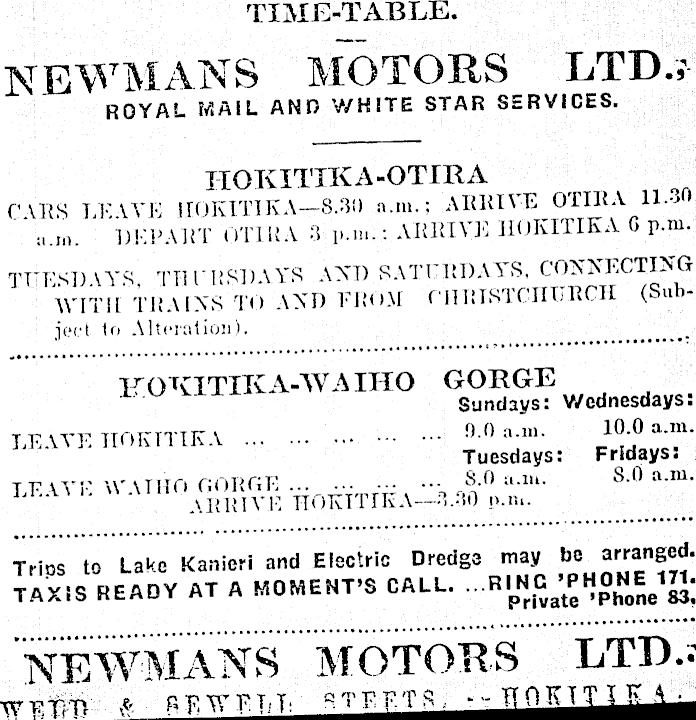 TIME-TABLE.
NEWMANS MOTORS LTD.,
ROYAL MAIL AND WHITE STAR SERVICES.
HOKITIKA-OTIRA
CARS LEAVE HOKITIKA—8.30 a.m.; ARRIVE OTIRA 11.30
a.m. DEPART OTIRA 3 p.m.: ARRIVE HOKITIKA 6 p.m.
TUESDAYS, THURSDAYS AND SATURDAYS, CONNECTING
WITH TRAINS TO AND FROM CHRISTCHURCH (Sub-
ject to Alteration).
HOKITIKA-WAIHO GORGE
Sundays: Wednesdays:
LEAVE HOKITIKA ... ... ... ... ... 9.0 a.m. 10.0 a.m.
Tuesdays: Fridays:
LEAVE WAIHO GORGE ... ... ... ... 8.0 a.m. 8.0 a.m.
ARRIVE HOKITIKA—3.30 p.m.
Trips to Lake Kanieri and Electric Dredge may be arranged.
TAXIS READY AT A MOMENT'S CALL. ...RING 'PHONE 171.
Private 'Phone 83.
NEWMANS MOTORS LTD.
WELD & SEWELL STEETS, -- HOKITIKA.